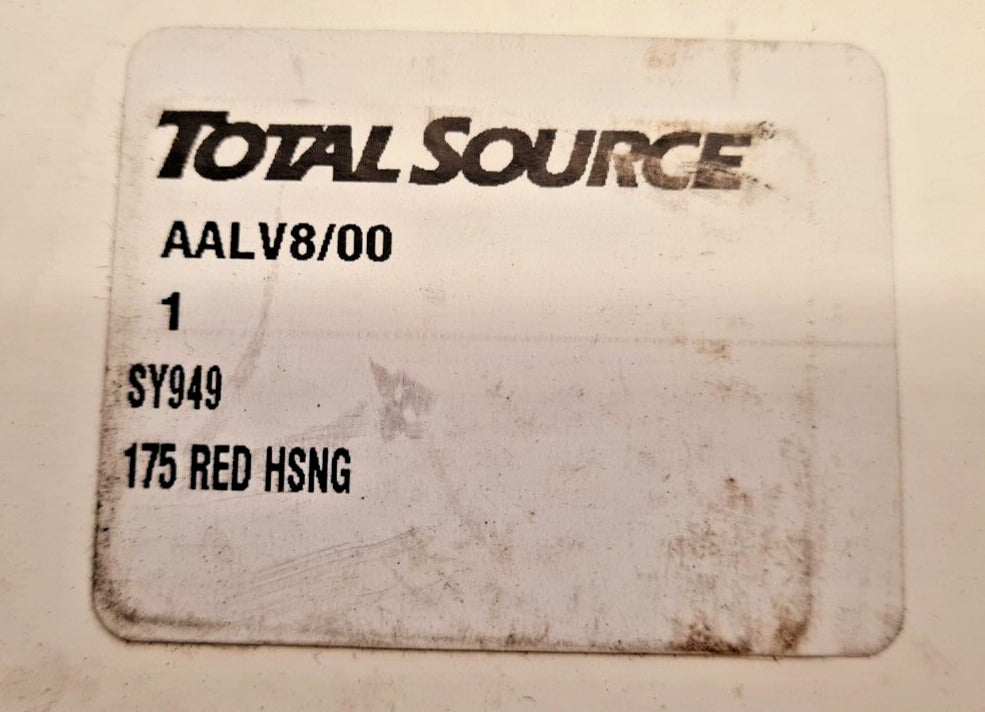 TOTAL SOURCE®
AALV8/00
1
SY949
175 RED HSNG